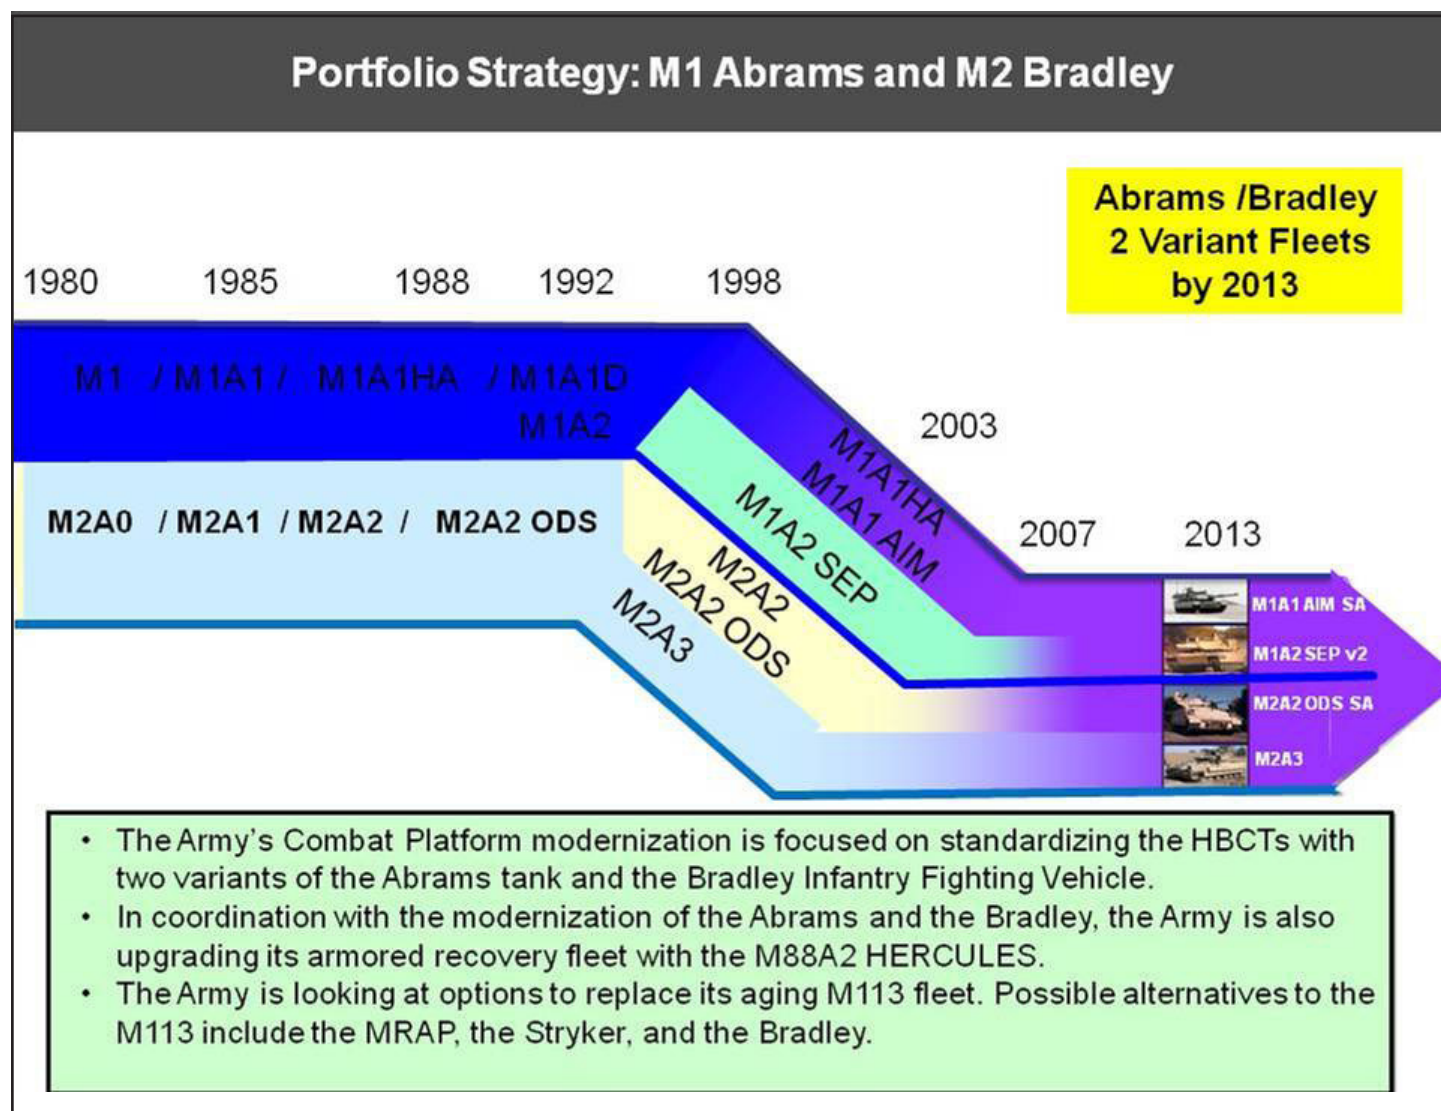 Portfolio Strategy: M1 Abrams and M2 Bradley
Abrams /Bradley
2 Variant Fleets
by 2013
1980
1985
1988
1992
1998
M1 / M1A1 / M1A1HA / M1A1D
M1A2
2003
M1A1HA
M1A1 AIM
M1A2 SEP
M2A0 / M2A1 / M2A2 / M2A2 ODS
M2A2
M2A2 ODS
M2A3
2007
2013
M1A1 AIM SA
M1A2 SEP v2
M2A2 ODS SA
M2A3
• The Army's Combat Platform modernization is focused on standardizing the HBCTs with
two variants of the Abrams tank and the Bradley Infantry Fighting Vehicle.
• In coordination with the modernization of the Abrams and the Bradley, the Army is also
upgrading its armored recovery fleet with the M88A2 HERCULES.
• The Army is looking at options to replace its aging M113 fleet. Possible alternatives to the
M113 include the MRAP, the Stryker, and the Bradley.